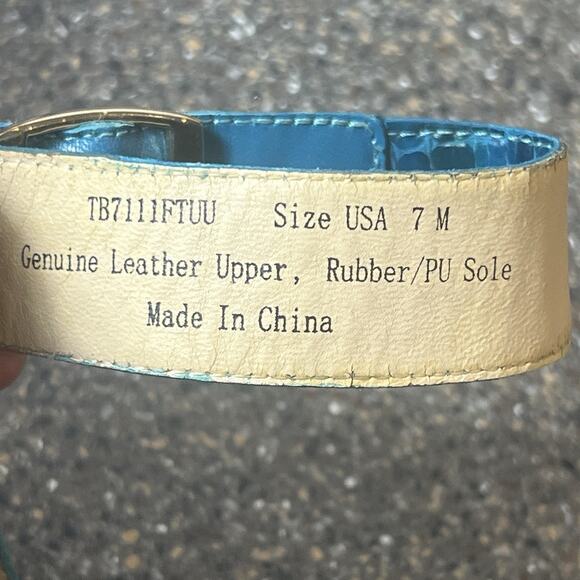 TB7111FTUU Size USA 7 M
Genuine Leather Upper, Rubber/PU Sole
Made In China